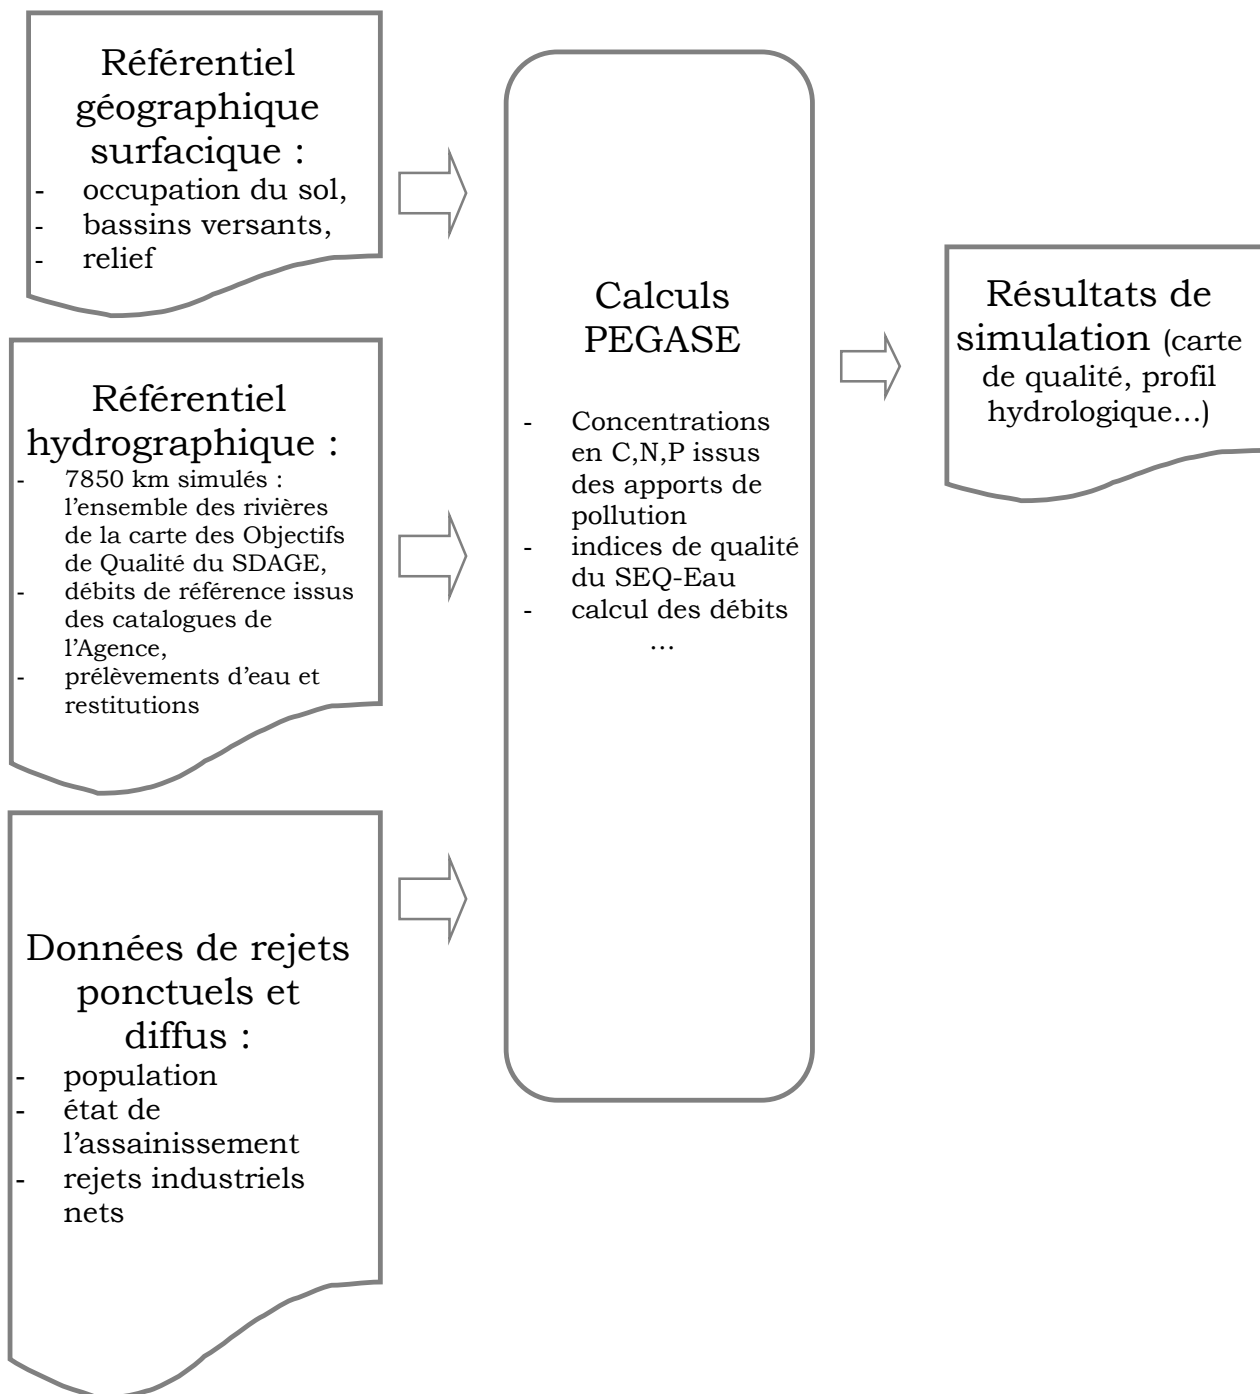 Référentiel
géographique
surfacique :
- occupation du sol,
- bassins versants,
- relief
Référentiel
hydrographique :
- 7850 km simulés :
l’ensemble des rivières
de la carte des Objectifs
de Qualité du SDAGE,
- débits de référence issus
des catalogues de
l’Agence,
- prélèvements d’eau et
restitutions
Données de rejets
ponctuels et
diffus :
- population
- état de
l’assainissement
- rejets industriels
nets
Calculs
PEGASE
- Concentrations
en C,N,P issus
des apports de
pollution
- indices de qualité
du SEQ-Eau
- calcul des débits
…
Résultats de
simulation (carte
de qualité, profil
hydrologique…)